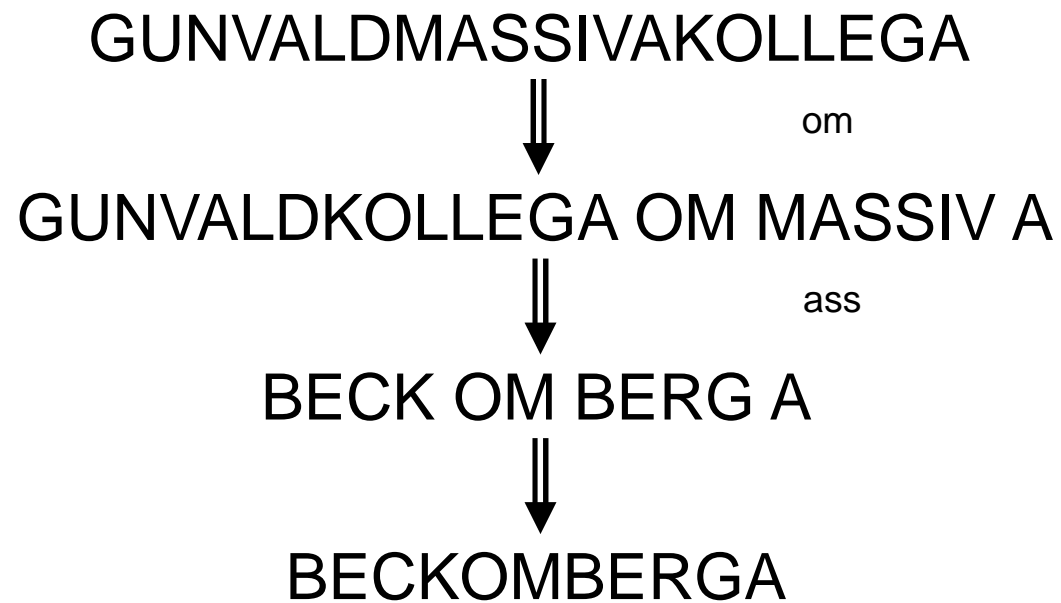 GUNVALDMASSIVAKOLLEGA
om
GUNVALDKOLLEGA OM MASSIV A
ass
BECK OM BERG A
BECKOMBERGA